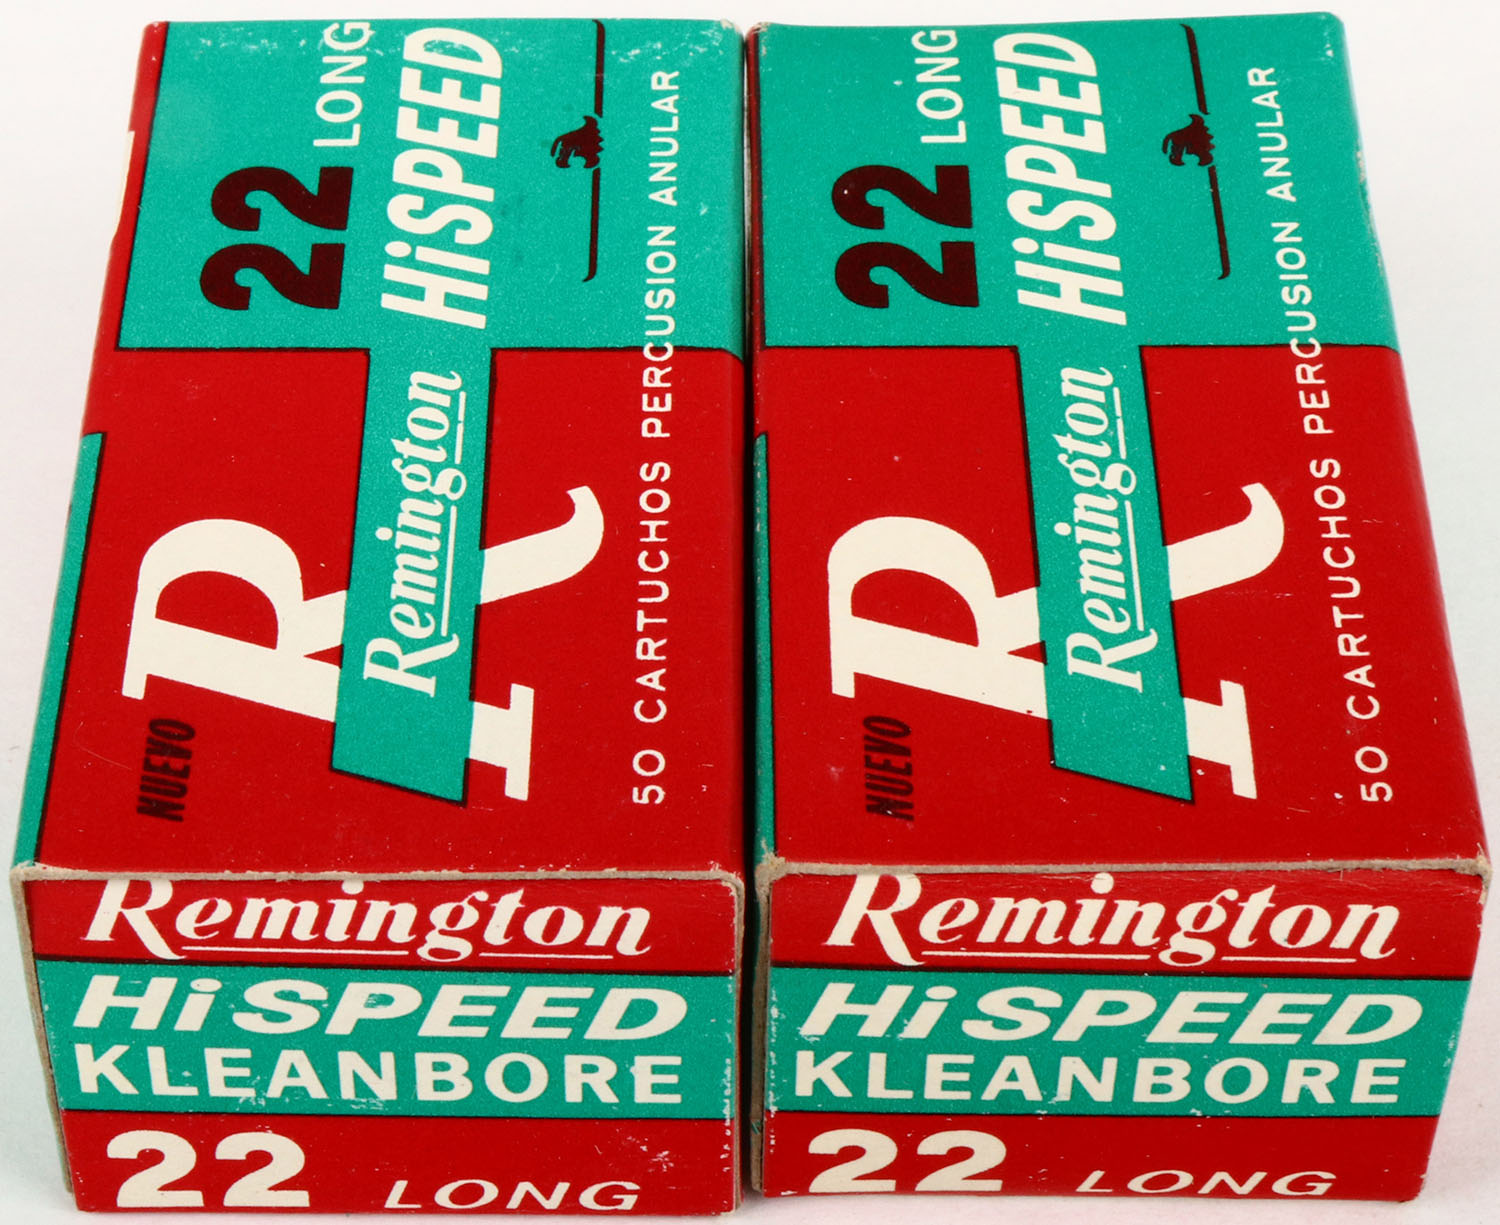 22 LONG
HiSPEED
Remington
R
NUEVO
50 CARTUCHOS PERCUSION ANULAR
Remington
HiSPEED
KLEANBORE
22 LONG
22 LONG
HiSPEED
Remington
R
NUEVO
50 CARTUCHOS PERCUSION ANULAR
Remington
HiSPEED
KLEANBORE
22 LONG